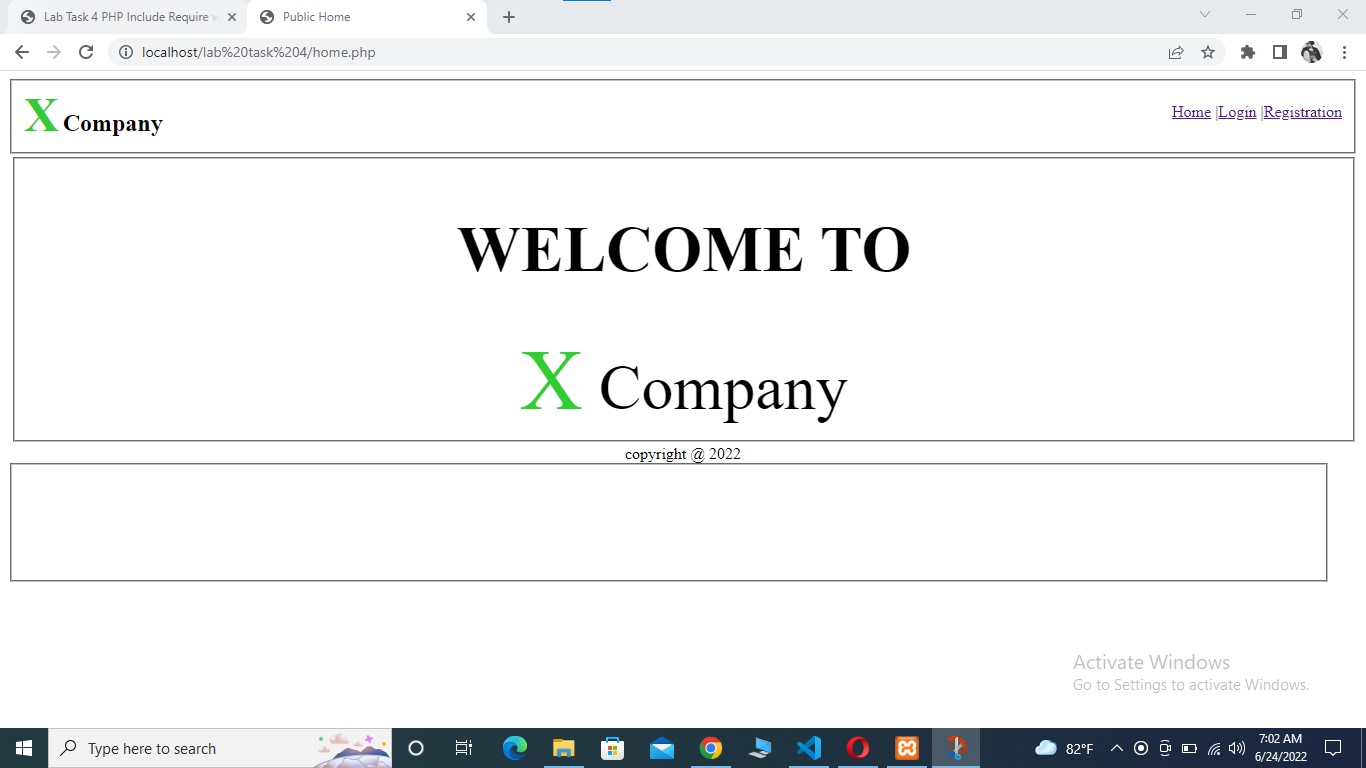 Lab Task 4 PHP Include Require w
Public Home
localhost/lab%20task%204/home.php
X Company
Home |Login |Registration
WELCOME TO
X Company
copyright @ 2022
Activate Windows
Go to Settings to activate Windows.
Type here to search
82°F
7:02 AM
6/24/2022